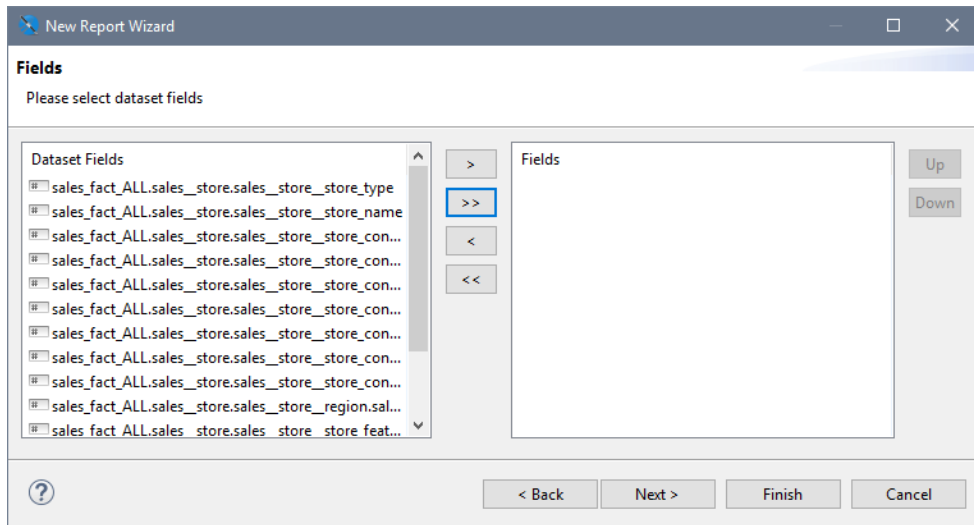 New Report Wizard
Fields
Please select dataset fields
Dataset Fields
sales_fact_ALL.sales__store.sales__store__store_type
sales_fact_ALL.sales__store.sales__store__store_name
sales_fact_ALL.sales__store.sales__store__store_con...
sales_fact_ALL.sales__store.sales__store__store_con...
sales_fact_ALL.sales__store.sales__store__store_con...
sales_fact_ALL.sales__store.sales__store__store_con...
sales_fact_ALL.sales__store.sales__store__store_con...
sales_fact_ALL.sales__store.sales__store__store_con...
sales_fact_ALL.sales__store.sales__store__store_con...
sales_fact_ALL.sales__store.sales__store__region.sal...
sales_fact_ALL.sales__store.sales__store__store_feat...
>
>>
<
<<
Fields
Up
Down
?
< Back
Next >
Finish
Cancel